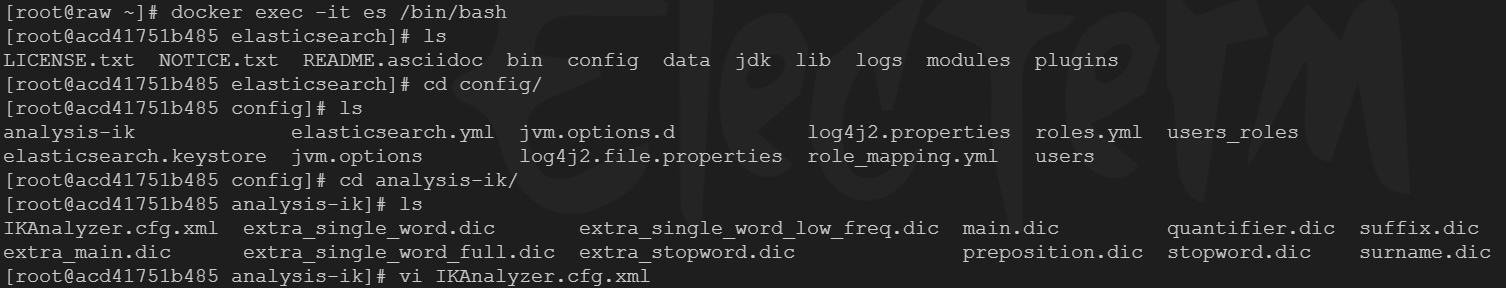 [root@raw ~]# docker exec -it es /bin/bash
[root@acd41751b485 elasticsearch]# ls
LICENSE.txt  NOTICE.txt  README.asciidoc  bin  config  data  jdk  lib  logs  modules  plugins
[root@acd41751b485 elasticsearch]# cd config/
[root@acd41751b485 config]# ls
analysis-ik             elasticsearch.yml  jvm.options.d           log4j2.properties  roles.yml  users_roles
elasticsearch.keystore  jvm.options        log4j2.file.properties  role_mapping.yml   users
[root@acd41751b485 config]# cd analysis-ik/
[root@acd41751b485 analysis-ik]# ls
IKAnalyzer.cfg.xml  extra_single_word.dic       extra_single_word_low_freq.dic  main.dic         quantifier.dic  suffix.dic
extra_main.dic      extra_single_word_full.dic  extra_stopword.dic              preposition.dic  stopword.dic    surname.dic
[root@acd41751b485 analysis-ik]# vi IKAnalyzer.cfg.xml
electerm